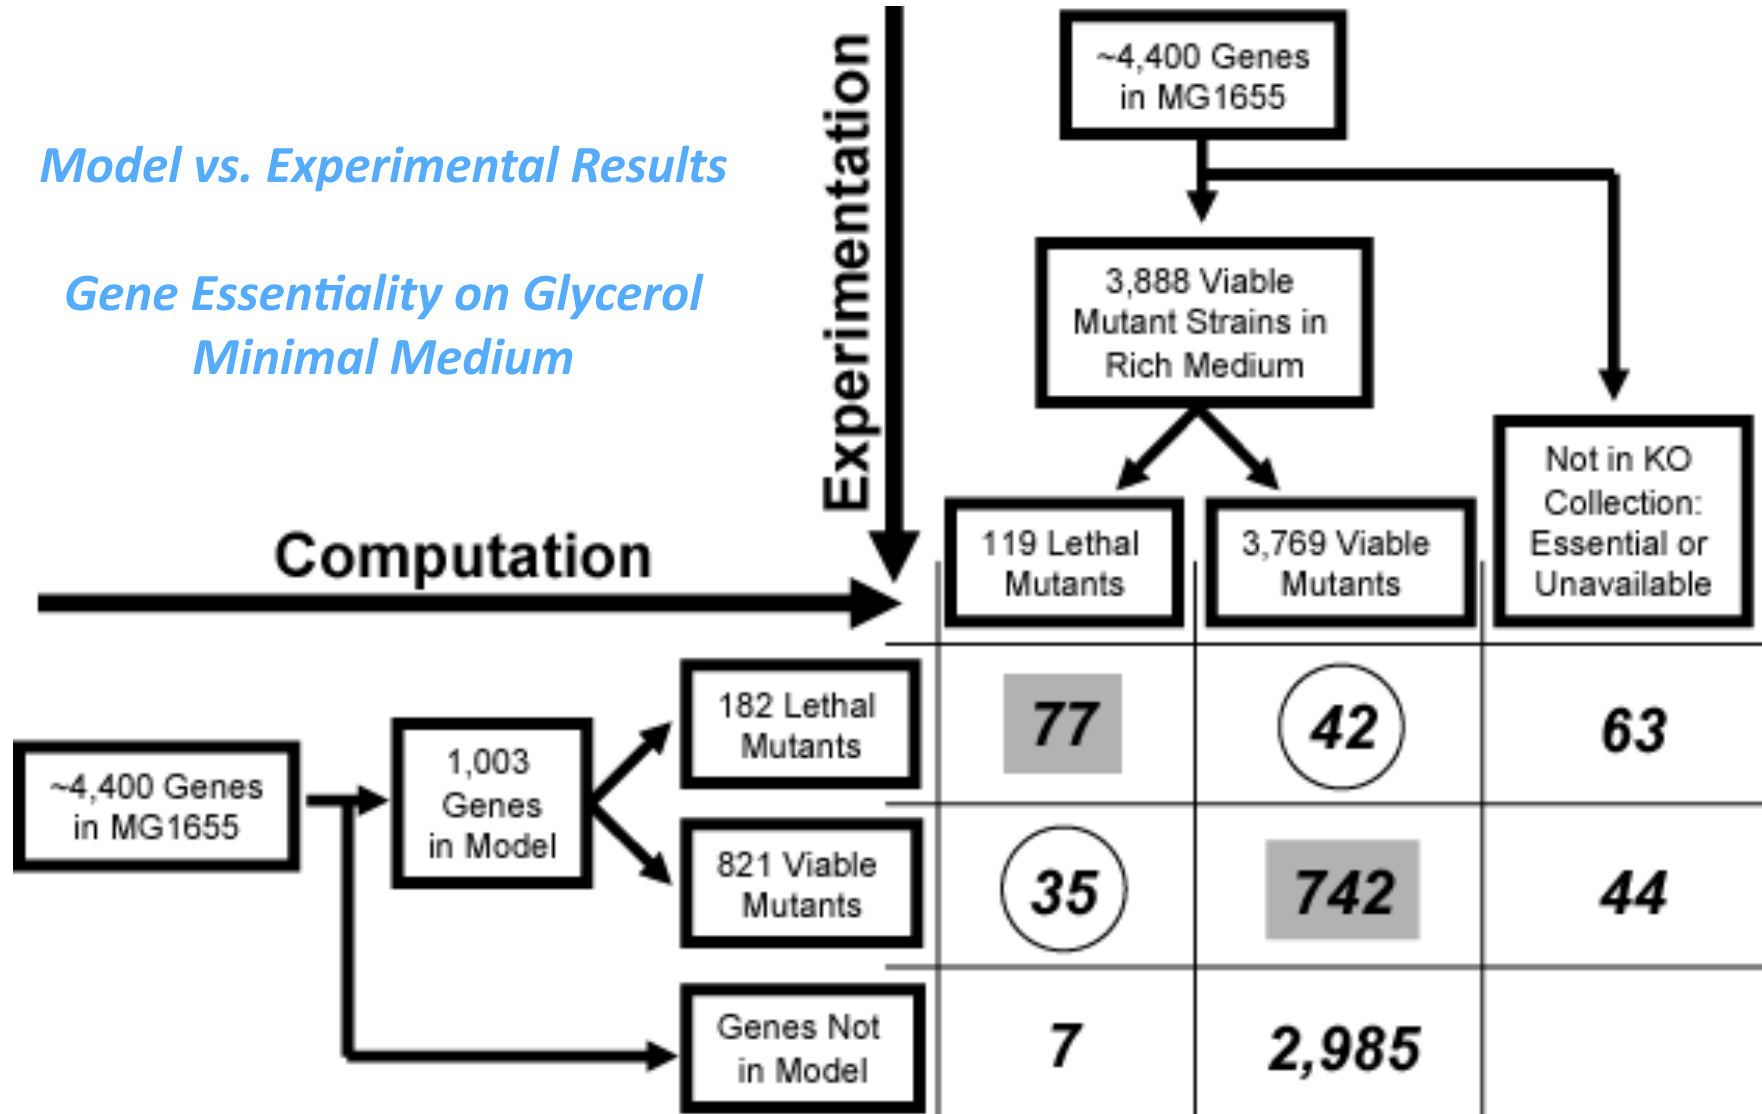 Model vs. Experimental Results
Gene Essentiality on Glycerol
Minimal Medium
Experimentation
Computation
~4,400 Genes
in MG1655
3,888 Viable
Mutant Strains in
Rich Medium
119 Lethal
Mutants
3,769 Viable
Mutants
Not in KO
Collection:
Essential or
Unavailable
~4,400 Genes
in MG1655
1,003
Genes
in Model
182 Lethal
Mutants
77
42
63
821 Viable
Mutants
35
742
44
Genes Not
in Model
7
2,985